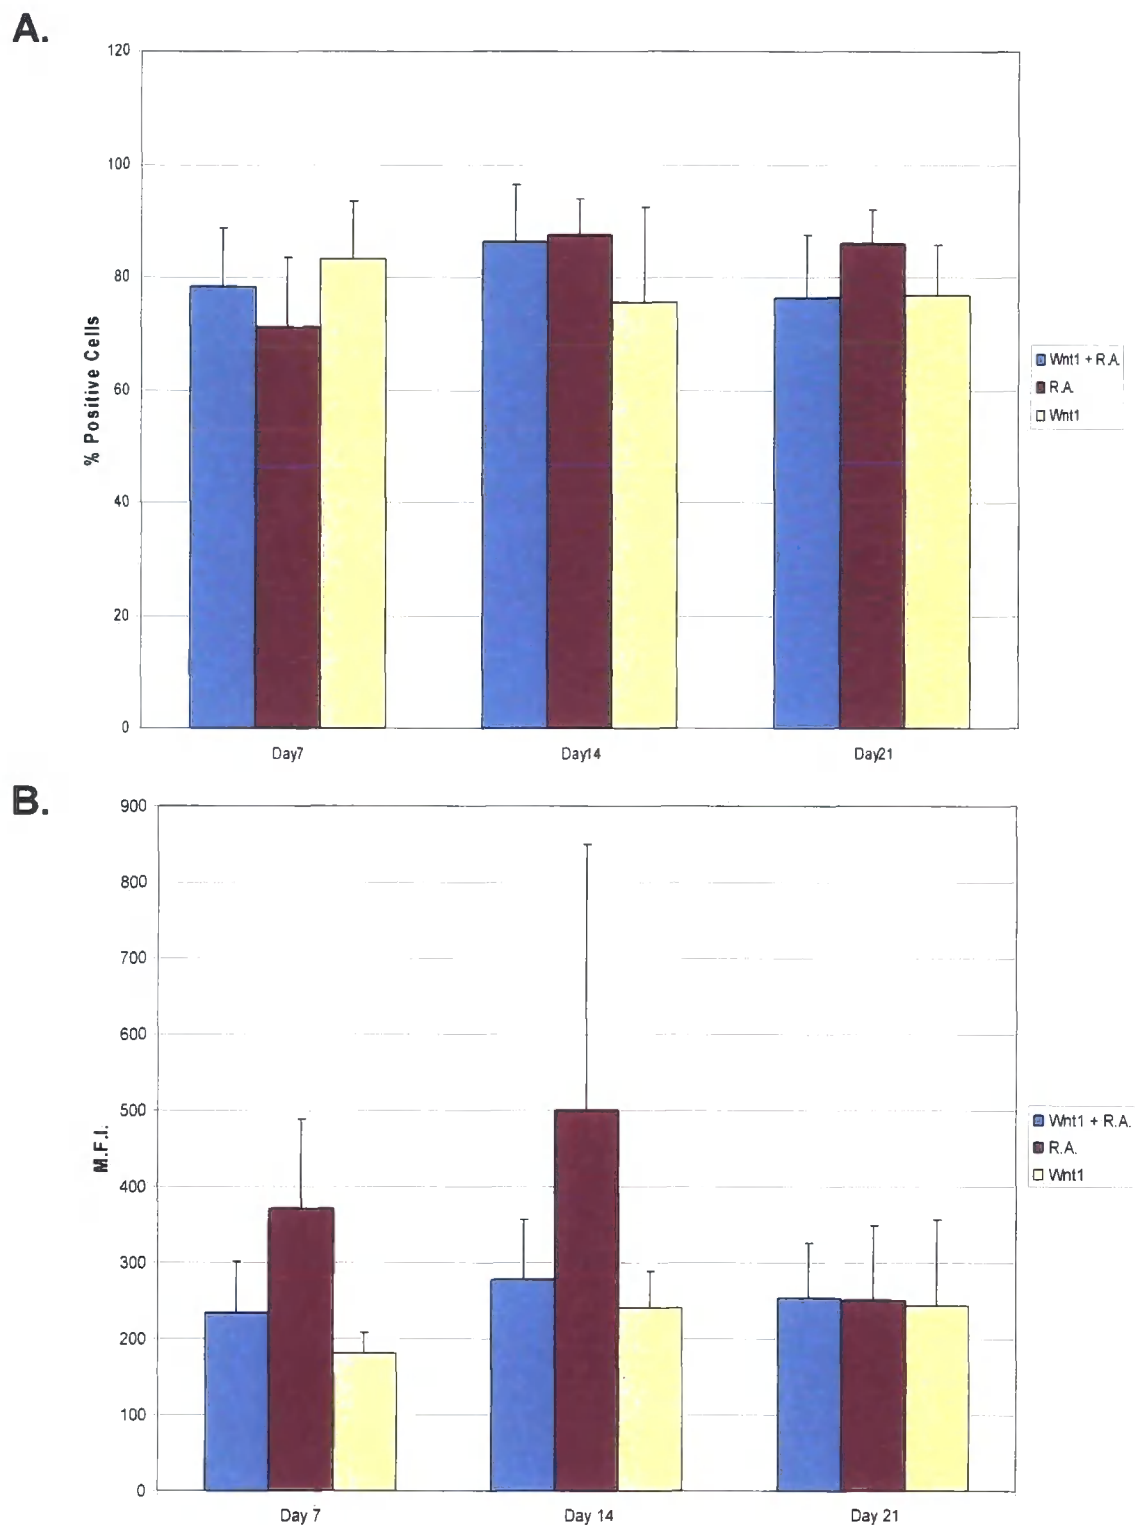 A.
120
100
80
60
40
20
0
% Positive Cells
Day7
Day14
Day21
Wnt1 + R.A.
R.A.
Wnt1
B.
900
800
700
600
500
400
300
200
100
0
M.F.I.
Day 7
Day 14
Day 21
Wnt1 + R.A.
R.A.
Wnt1